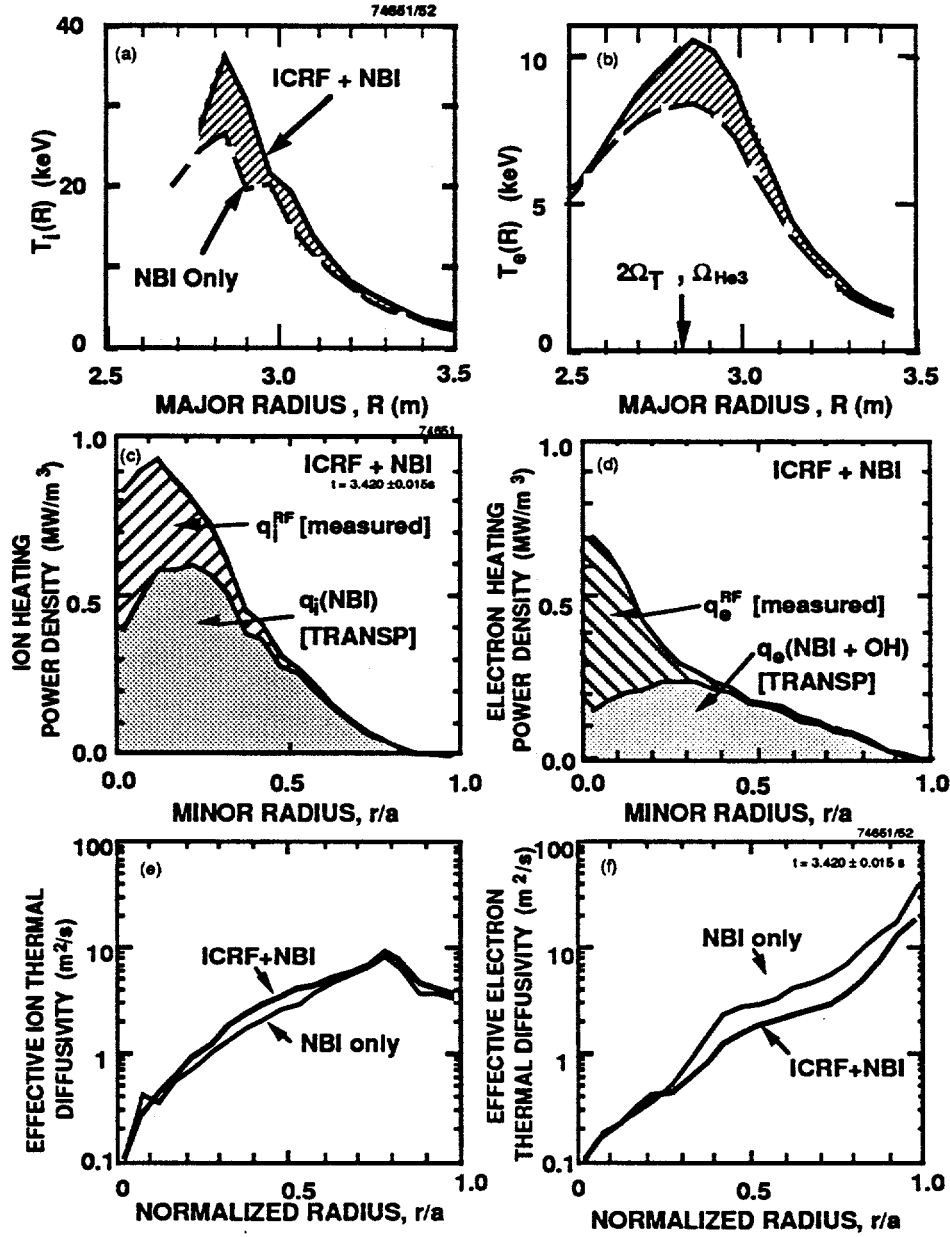 74651/52
(a)
ICRF + NBI
NBI Only
40
20
0
2.5 3.0 3.5
Tᵢ(R) (keV)
MAJOR RADIUS , R (m)
(b)
2Ω_T , Ω_He3
10
5
0
2.5 3.0 3.5
Tₑ(R) (keV)
MAJOR RADIUS , R (m)
74651
(c)
ICRF + NBI
t = 3.420 ±0.015s
qᵢ^RF [measured]
qᵢ(NBI)
[TRANSP]
1.0
0.5
0.0
0.0 0.5 1.0
ION HEATING
POWER DENSITY (MW/m³)
MINOR RADIUS, r/a
(d)
ICRF + NBI
qₑ^RF [measured]
qₑ(NBI + OH)
[TRANSP]
1.0
0.5
0.0
0.0 0.5 1.0
ELECTRON HEATING
POWER DENSITY (MW/m³)
MINOR RADIUS, r/a
(e)
ICRF+NBI
NBI only
100
10
1
0.1
0 0.5 1.0
EFFECTIVE ION THERMAL
DIFFUSIVITY (m²/s)
NORMALIZED RADIUS, r/a
74651/52
(f)
t = 3.420 ± 0.015 s
NBI only
ICRF+NBI
100
10
1
0.1
0 0.5 1.0
EFFECTIVE ELECTRON
THERMAL DIFFUSIVITY (m²/s)
NORMALIZED RADIUS, r/a